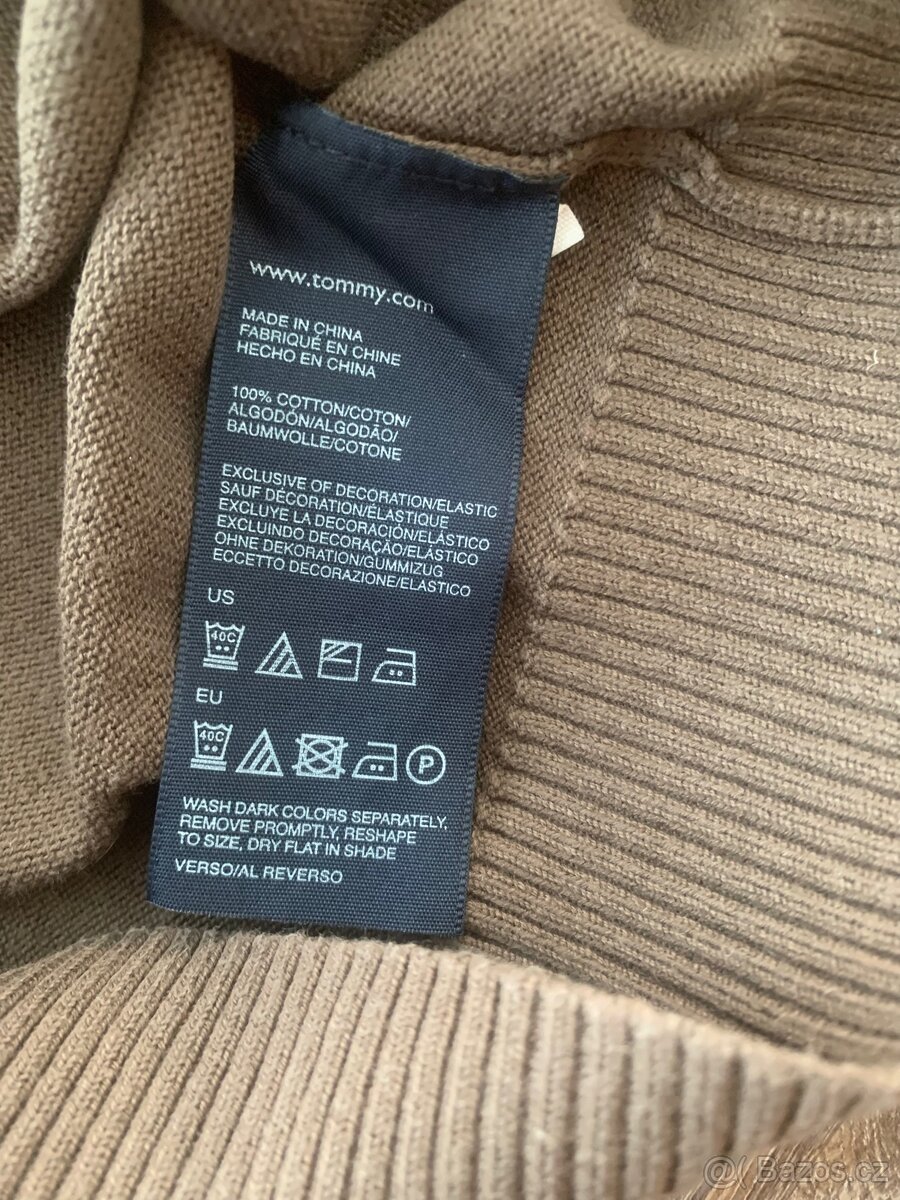 www.tommy.com
MADE IN CHINA
FABRIQUÉ EN CHINE
HECHO EN CHINA
100% COTTON/COTON/
ALGODÓN/ALGODÃO/
BAUMWOLLE/COTONE
EXCLUSIVE OF DECORATION/ELASTIC
SAUF DÉCORATION/ÉLASTIQUE
EXCLUYE LA DECORACIÓN/ELÁSTICO
EXCLUINDO DECORAÇÃO/ELÁSTICO
OHNE DEKORATION/GUMMIZUG
ECCETTO DECORAZIONE/ELASTICO
US
40C
EU
40C
P
WASH DARK COLORS SEPARATELY,
REMOVE PROMPTLY, RESHAPE
TO SIZE, DRY FLAT IN SHADE
VERSO/AL REVERSO
@ Bazos.cz